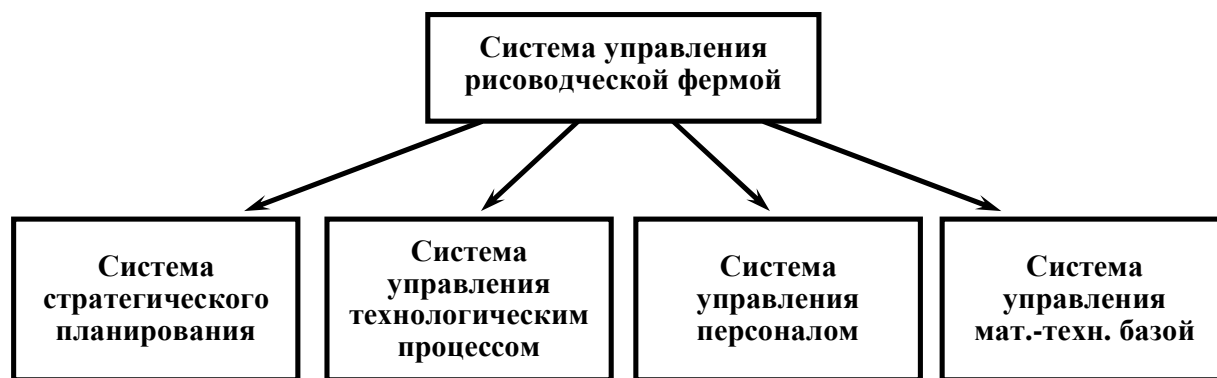 Система управления
рисоводческой фермой
Система
стратегического
планирования
Система
управления
технологическим
процессом
Система
управления
персоналом
Система
управления
мат.-техн. базой